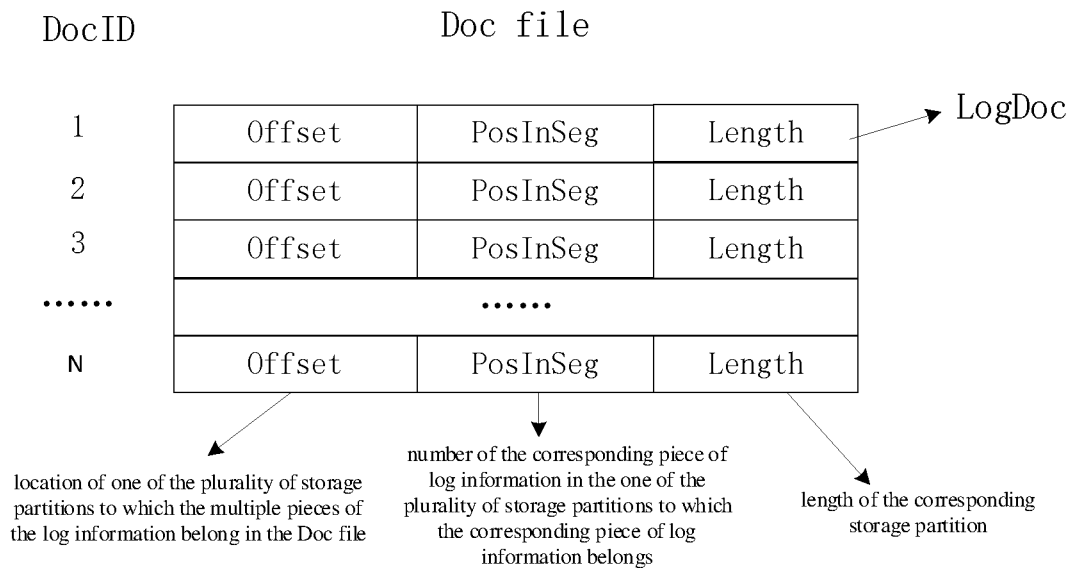 DocID Doc file
1 Offset PosInSeg Length LogDoc
2 Offset PosInSeg Length
3 Offset PosInSeg Length
...... ......
N Offset PosInSeg Length
location of one of the plurality of storage
partitions to which the multiple pieces of
the log information belong in the Doc file
number of the corresponding piece of
log information in the one of the
plurality of storage partitions to which
the corresponding piece of log
information belongs
length of the corresponding
storage partition